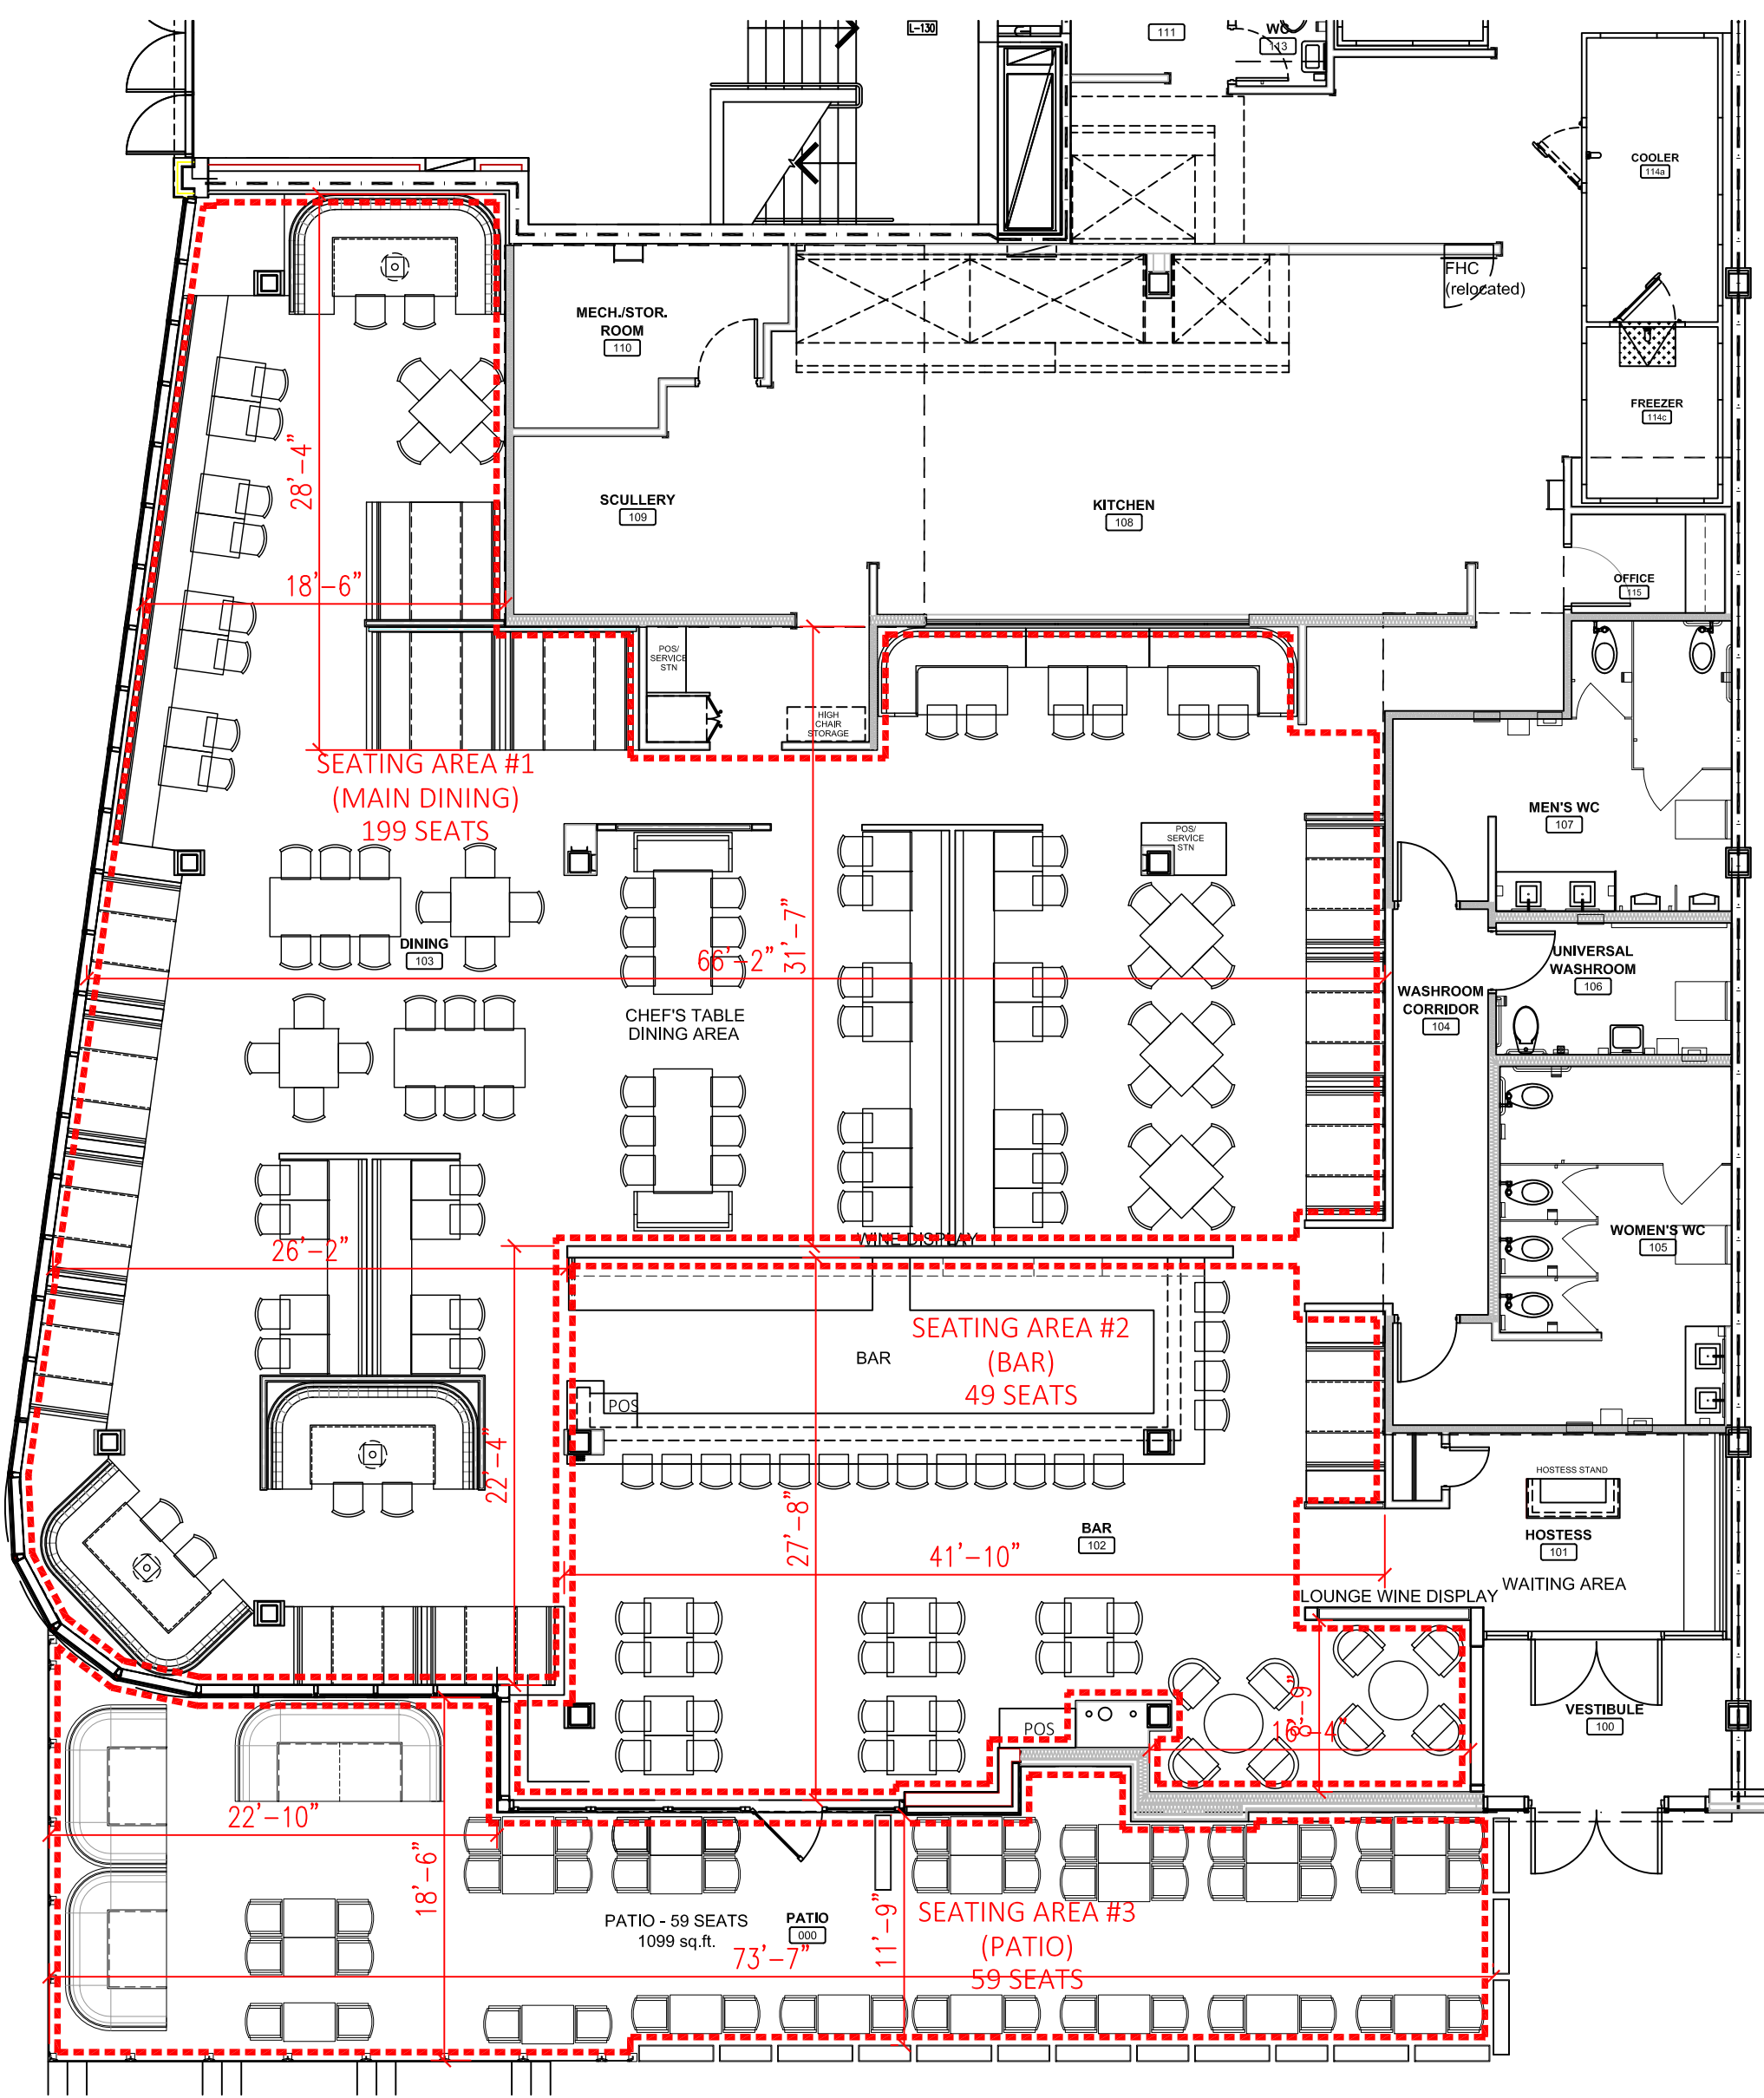 L-130
111
WC
113
COOLER
114a
FHC
(relocated)
MECH./STOR.
ROOM
110
FREEZER
114c
28'-4"
SCULLERY
109
KITCHEN
108
18'-6"
OFFICE
115
POS/
SERVICE
STN
HIGH
CHAIR
STORAGE
SEATING AREA #1
(MAIN DINING)
199 SEATS
MEN'S WC
107
POS/
SERVICE
STN
DINING
103
66'-2"
31'-7"
UNIVERSAL
WASHROOM
106
WASHROOM
CORRIDOR
104
CHEF'S TABLE
DINING AREA
WINE DISPLAY
WOMEN'S WC
105
26'-2"
SEATING AREA #2
(BAR)
49 SEATS
BAR
POS
22'-4"
HOSTESS STAND
27'-8"
BAR
102
HOSTESS
101
41'-10"
WAITING AREA
LOUNGE WINE DISPLAY
8'-9"
16'-4"
POS
VESTIBULE
100
22'-10"
18'-6"
11'-9"
PATIO - 59 SEATS
1099 sq.ft.
PATIO
000
SEATING AREA #3
(PATIO)
59 SEATS
73'-7"